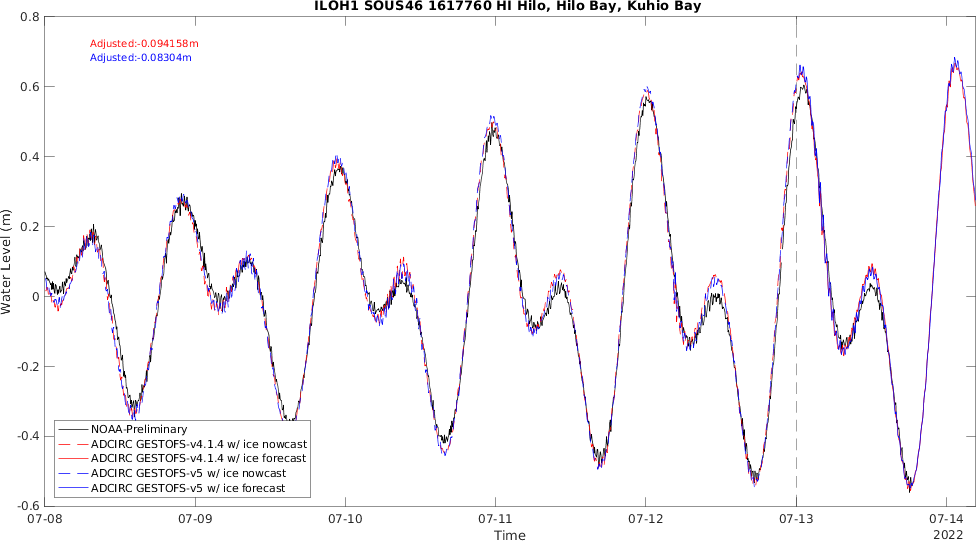 ILOH1 SOUS46 1617760 HI Hilo, Hilo Bay, Kuhio Bay
Adjusted:-0.094158m
Adjusted:-0.08304m
Water Level (m)
0.8
0.6
0.4
0.2
0
-0.2
-0.4
-0.6
NOAA-Preliminary
ADCIRC GESTOFS-v4.1.4 w/ ice nowcast
ADCIRC GESTOFS-v4.1.4 w/ ice forecast
ADCIRC GESTOFS-v5 w/ ice nowcast
ADCIRC GESTOFS-v5 w/ ice forecast
07-08 07-09 07-10 07-11 07-12 07-13 07-14
Time
2022